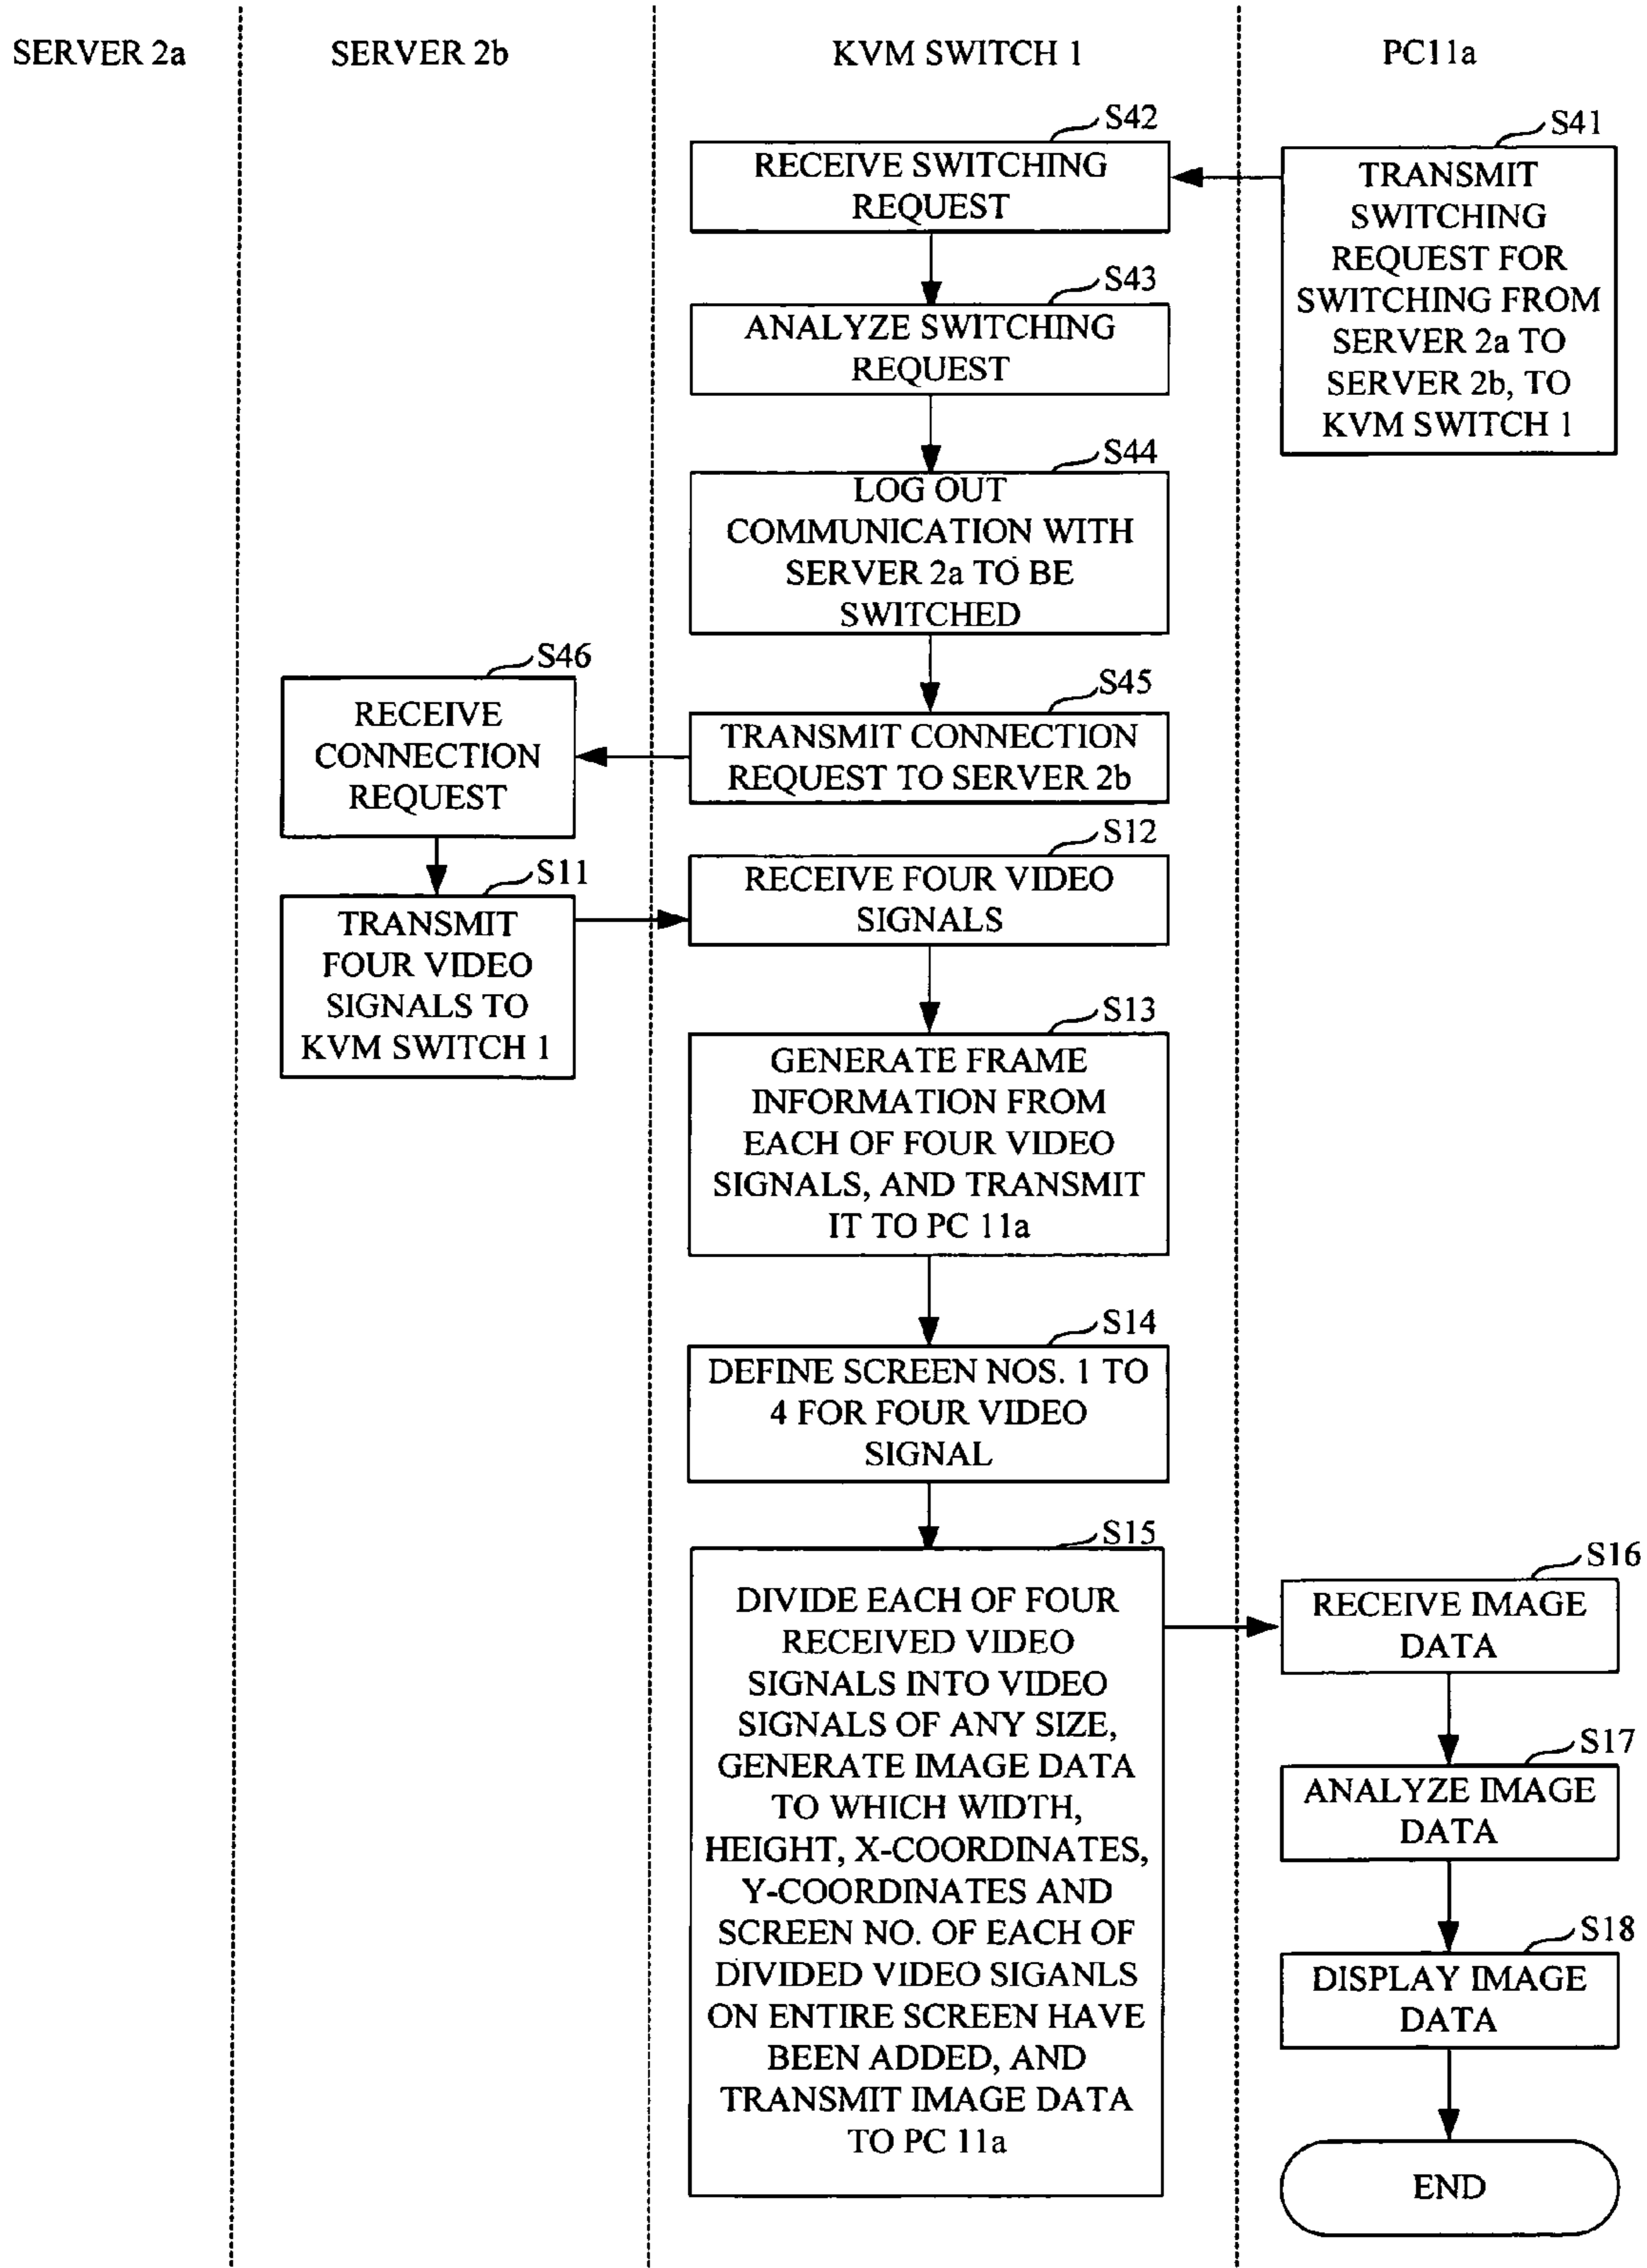 SERVER 2a
SERVER 2b
KVM SWITCH 1
PC11a
S41
TRANSMIT
SWITCHING
REQUEST FOR
SWITCHING FROM
SERVER 2a TO
SERVER 2b, TO
KVM SWITCH 1
S42
RECEIVE SWITCHING
REQUEST
S43
ANALYZE SWITCHING
REQUEST
S44
LOG OUT
COMMUNICATION WITH
SERVER 2a TO BE
SWITCHED
S45
TRANSMIT CONNECTION
REQUEST TO SERVER 2b
S46
RECEIVE
CONNECTION
REQUEST
S11
TRANSMIT
FOUR VIDEO
SIGNALS TO
KVM SWITCH 1
S12
RECEIVE FOUR VIDEO
SIGNALS
S13
GENERATE FRAME
INFORMATION FROM
EACH OF FOUR VIDEO
SIGNALS, AND TRANSMIT
IT TO PC 11a
S14
DEFINE SCREEN NOS. 1 TO
4 FOR FOUR VIDEO
SIGNAL
S15
DIVIDE EACH OF FOUR
RECEIVED VIDEO
SIGNALS INTO VIDEO
SIGNALS OF ANY SIZE,
GENERATE IMAGE DATA
TO WHICH WIDTH,
HEIGHT, X-COORDINATES,
Y-COORDINATES AND
SCREEN NO. OF EACH OF
DIVIDED VIDEO SIGANLS
ON ENTIRE SCREEN HAVE
BEEN ADDED, AND
TRANSMIT IMAGE DATA
TO PC 11a
S16
RECEIVE IMAGE
DATA
S17
ANALYZE IMAGE
DATA
S18
DISPLAY IMAGE
DATA
END